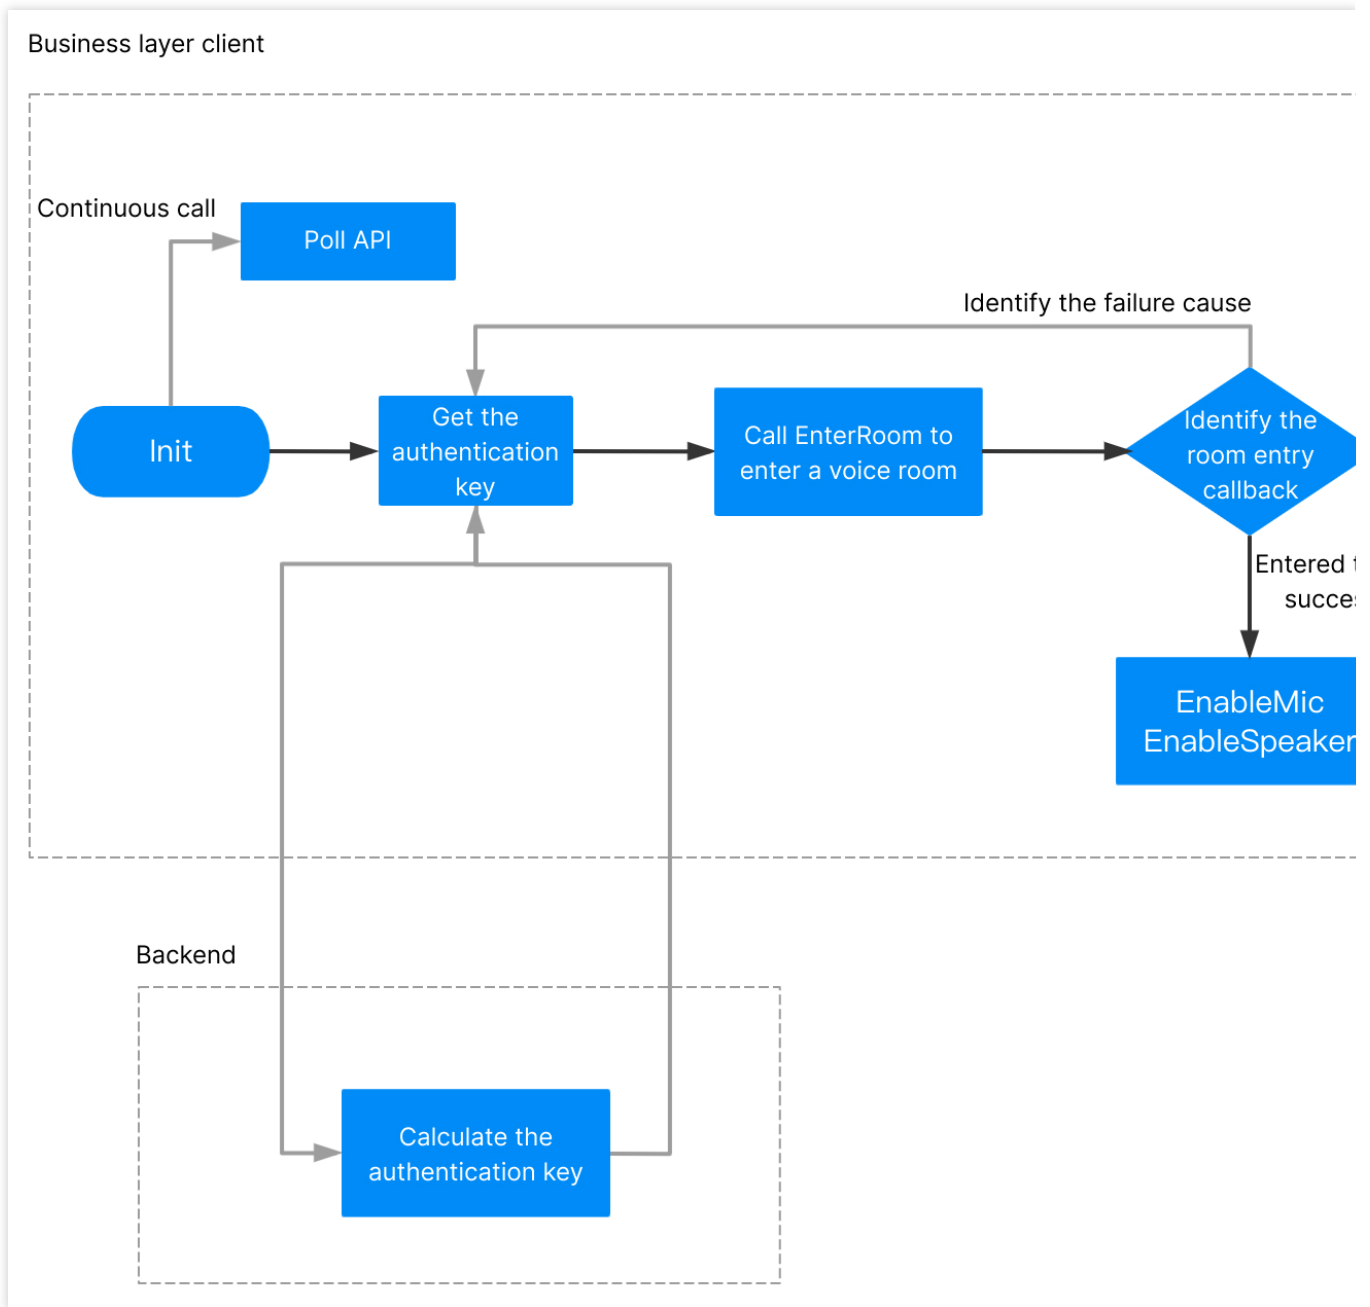 Business layer client
Continuous call
Poll API
Identify the failure cause
Init
Get the
authentication
key
Call EnterRoom to
enter a voice room
Identify the
room entry
callback
Entered
EnableMic
EnableSpeaker
Backend
Calculate the
authentication key